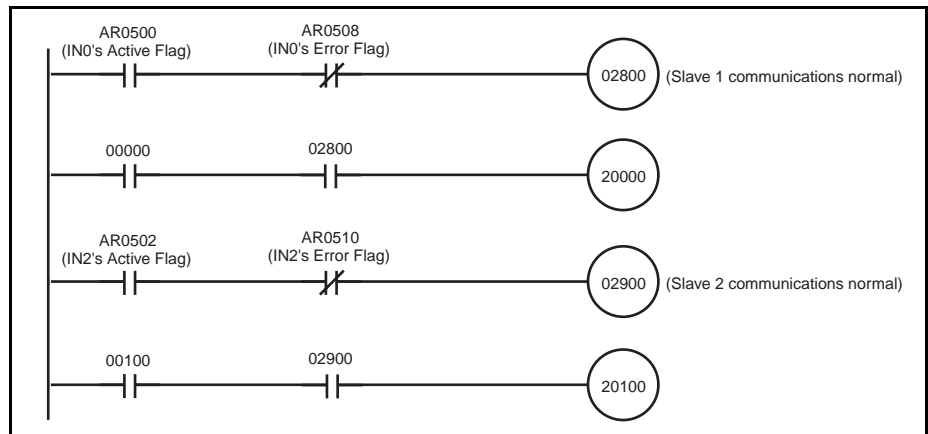 AR0500
(IN0's Active Flag)
AR0508
(IN0's Error Flag)
02800
(Slave 1 communications normal)
00000
02800
20000
AR0502
(IN2's Active Flag)
AR0510
(IN2's Error Flag)
02900
(Slave 2 communications normal)
00100
02900
20100